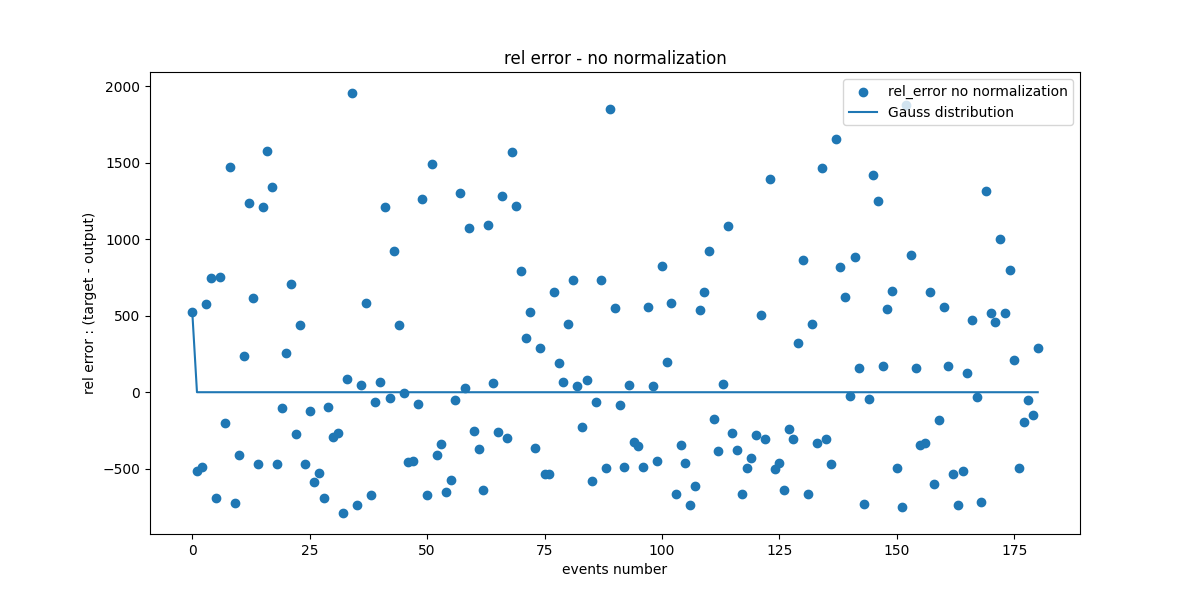 rel error - no normalization
rel_error no normalization
Gauss distribution
rel error : (target - output)
2000
1500
1000
500
0
−500
0 25 50 75 100 125 150 175
events number